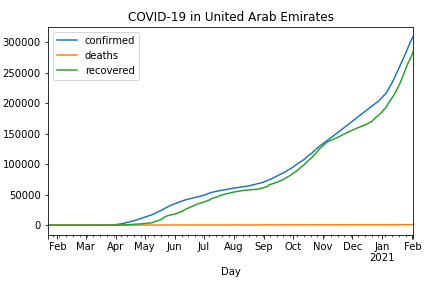 COVID-19 in United Arab Emirates
confirmed
deaths
recovered
300000
250000
200000
150000
100000
50000
0
Feb Mar Apr May Jun Jul Aug Sep Oct Nov Dec Jan Feb
2021
Day